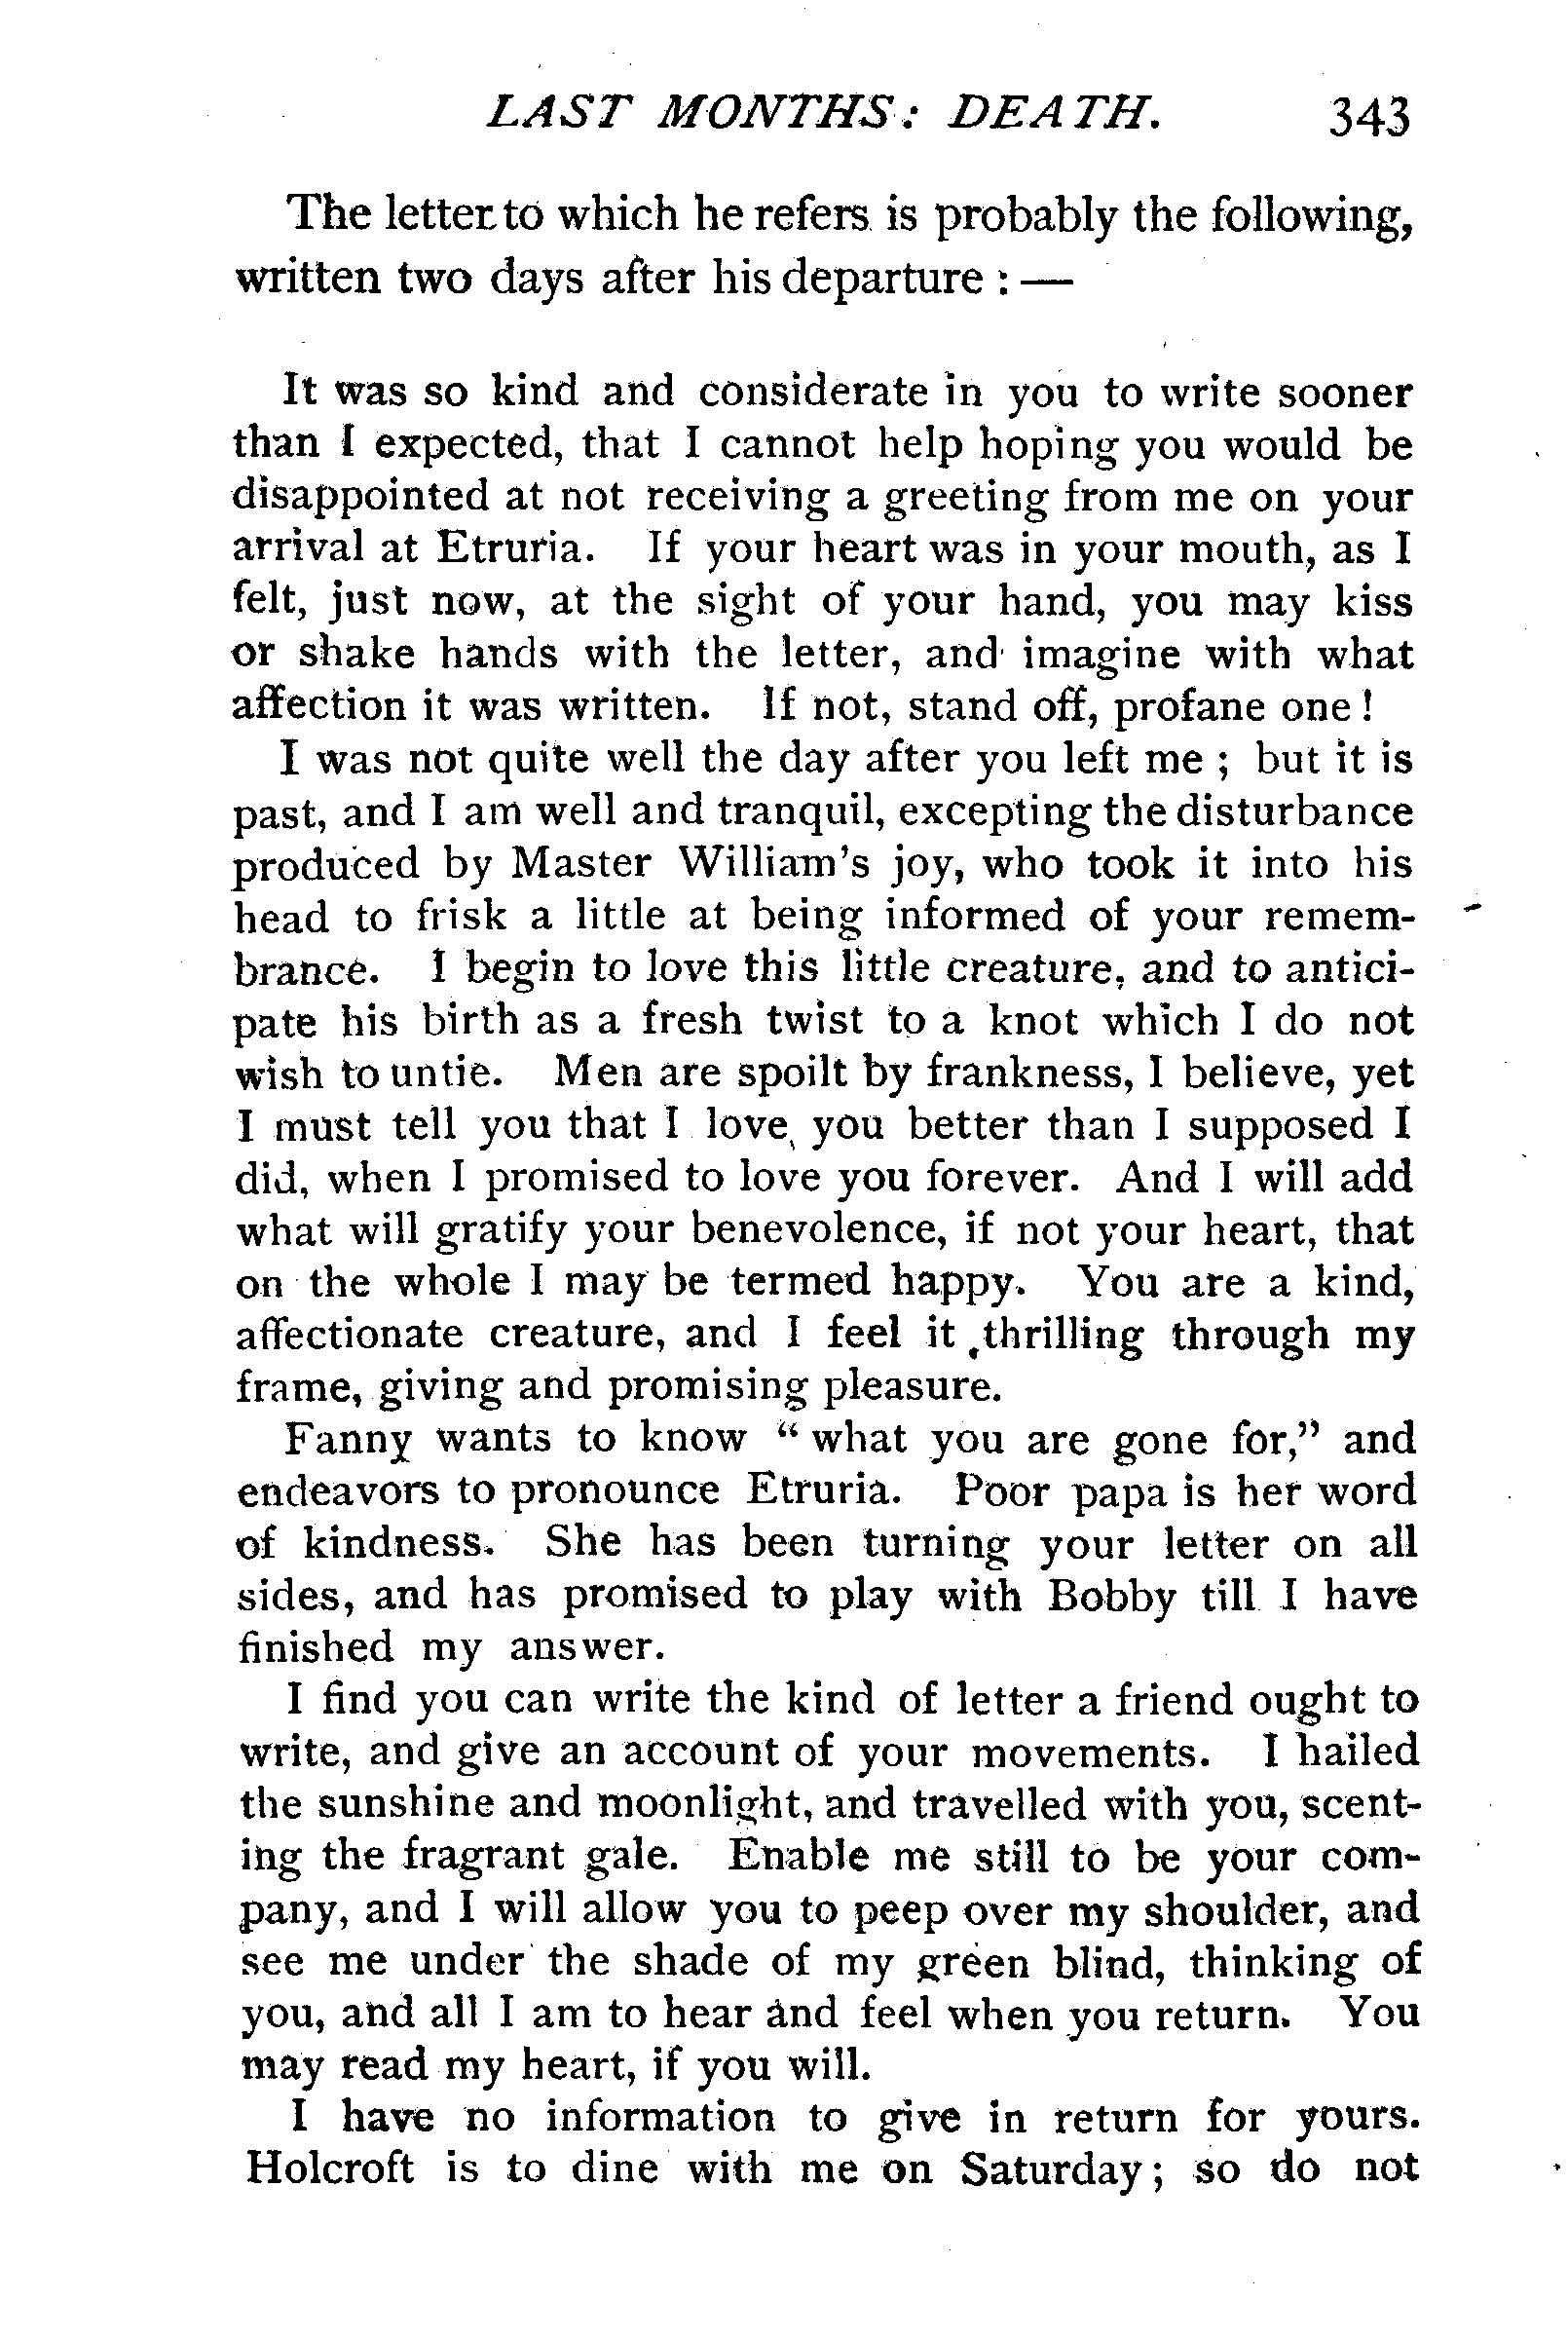 LAST MONTHS: DEATH. 343
The letter to which he refers is probably the following,
written two days after his departure : —
It was so kind and considerate in you to write sooner
than I expected, that I cannot help hoping you would be
disappointed at not receiving a greeting from me on your
arrival at Etruria. If your heart was in your mouth, as I
felt, just now, at the sight of your hand, you may kiss
or shake hands with the letter, and imagine with what
affection it was written. If not, stand off, profane one !
I was not quite well the day after you left me ; but it is
past, and I am well and tranquil, excepting the disturbance
produced by Master William's joy, who took it into his
head to frisk a little at being informed of your remem-
brance. I begin to love this little creature, and to antici-
pate his birth as a fresh twist to a knot which I do not
wish to untie. Men are spoilt by frankness, I believe, yet
I must tell you that I love you better than I supposed I
did, when I promised to love you forever. And I will add
what will gratify your benevolence, if not your heart, that
on the whole I may be termed happy. You are a kind,
affectionate creature, and I feel it thrilling through my
frame, giving and promising pleasure.
Fanny wants to know “ what you are gone for,” and
endeavors to pronounce Etruria. Poor papa is her word
of kindness. She has been turning your letter on all
sides, and has promised to play with Bobby till I have
finished my answer.
I find you can write the kind of letter a friend ought to
write, and give an account of your movements. I hailed
the sunshine and moonlight, and travelled with you, scent-
ing the fragrant gale. Enable me still to be your com-
pany, and I will allow you to peep over my shoulder, and
see me under the shade of my green blind, thinking of
you, and all I am to hear and feel when you return. You
may read my heart, if you will.
I have no information to give in return for yours.
Holcroft is to dine with me on Saturday ; so do not